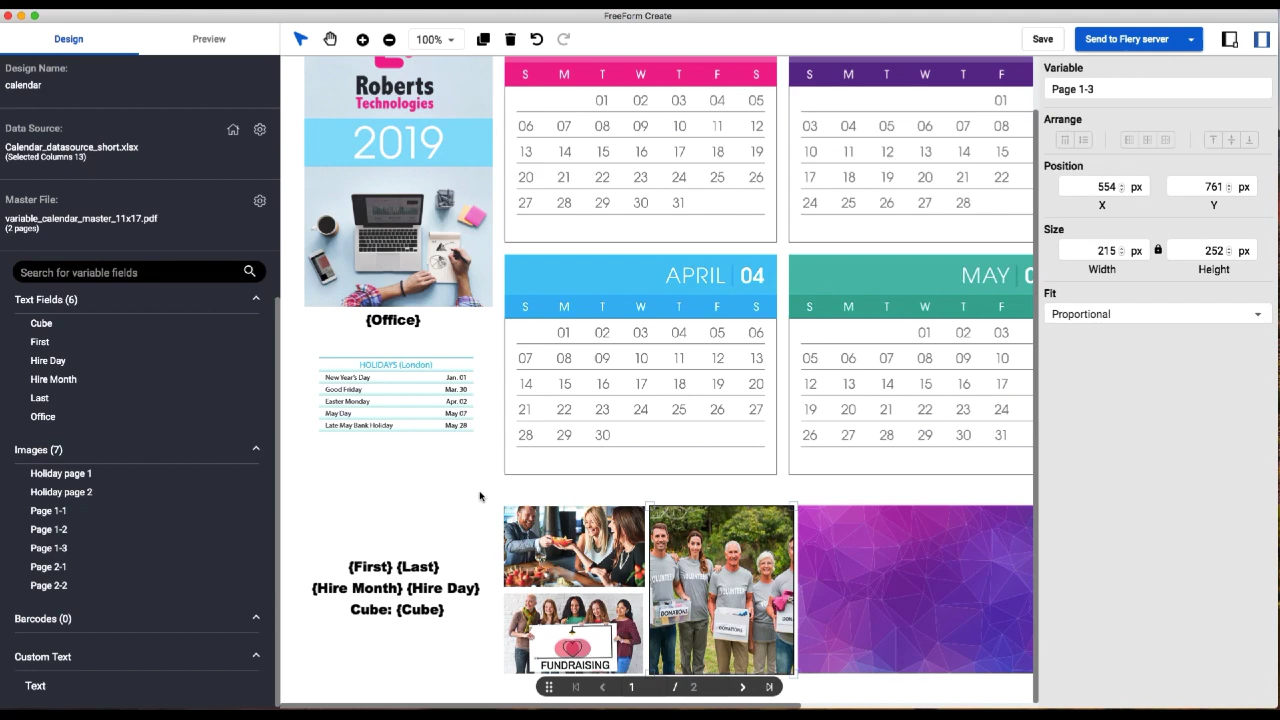 FreeForm Create
Design
Preview
100%
Save
Send to Fiery server
Design Name:
calendar
Data Source:
Calendar_datasource_short.xlsx
(Selected Columns 13)
Master File:
variable_calendar_master_11x17.pdf
(2 pages)
Search for variable fields
Text Fields (6)
Cube
First
Hire Day
Hire Month
Last
Office
Images (7)
Holiday page 1
Holiday page 2
Page 1-1
Page 1-2
Page 1-3
Page 2-1
Page 2-2
Barcodes (0)
Custom Text
Text
Roberts
Technologies
2019
{Office}
HOLIDAYS (London)
New Year's Day Jan. 01
Good Friday Mar. 30
Easter Monday Apr. 02
May Day May 07
Late May Bank Holiday May 28
{First} {Last}
{Hire Month} {Hire Day}
Cube: {Cube}
S M T W T F S
01 02 03 04 05
06 07 08 09 10 11 12
13 14 15 16 17 18 19
20 21 22 23 24 25 26
27 28 29 30 31
S M T W T F
01
03 04 05 06 07 08
10 11 12 13 14 15
17 18 19 20 21 22
24 25 26 27 28
APRIL | 04
S M T W T F S
01 02 03 04 05 06
07 08 09 10 11 12 13
14 15 16 17 18 19 20
21 22 23 24 25 26 27
28 29 30
MAY | 0
S M T W T F
01 02 03
05 06 07 08 09 10
12 13 14 15 16 17
19 20 21 22 23 24
26 27 28 29 30 31
FUNDRAISING
VOLUNTEER
DONATIONS
DONATIONS
1 / 2
Variable
Page 1-3
Arrange
Position
554 px 761 px
X Y
Size
215 px 252 px
Width Height
Fit
Proportional